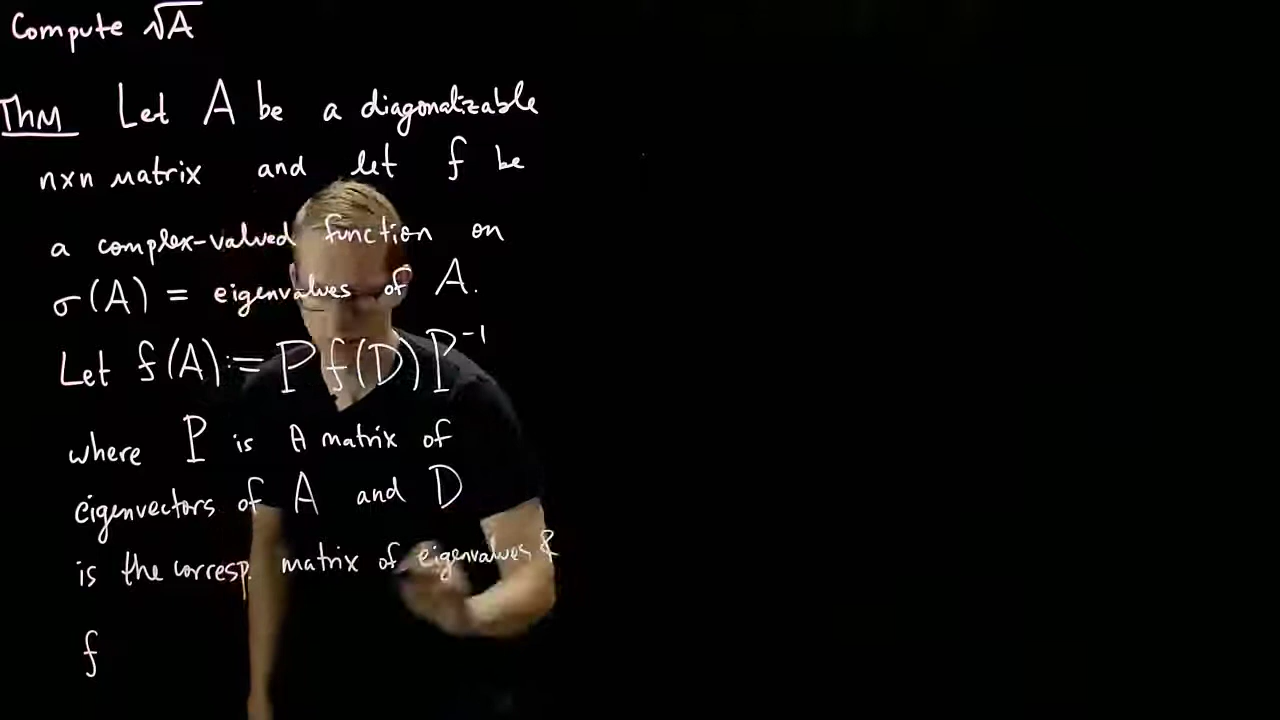 Compute √A
Thm Let A be a diagonalizable
n×n matrix and let f be
a complex-valued function on
σ(A) = eigenvalues of A.
Let f(A) := P f(D) P⁻¹
where P is A matrix of
eigenvectors of A and D
is the corresp. matrix of eigenvalues &
f